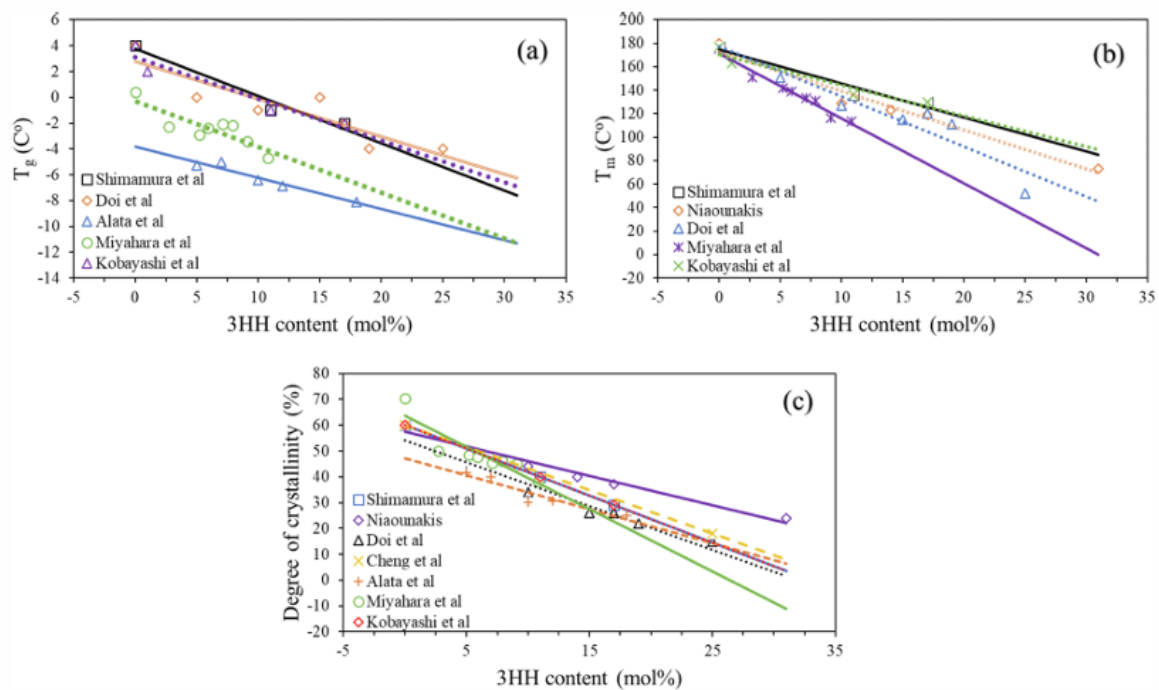 (a)
6
4
2
0
-2
-4
-6
-8
-10
-12
-14
T_g (C^o)
Shimamura et al
Doi et al
Alata et al
Miyahara et al
Kobayashi et al
-5 0 5 10 15 20 25 30 35
3HH content (mol%)
(b)
200
180
160
140
120
100
80
60
40
20
0
-20
T_m (C^o)
Shimamura et al
Niaounakis
Doi et al
Miyahara et al
Kobayashi et al
-5 0 5 10 15 20 25 30 35
3HH content (mol%)
(c)
80
70
60
50
40
30
20
10
0
-10
-20
Degree of crystallinity (%)
Shimamura et al
Niaounakis
Doi et al
Cheng et al
Alata et al
Miyahara et al
Kobayashi et al
-5 5 15 25 35
3HH content (mol%)